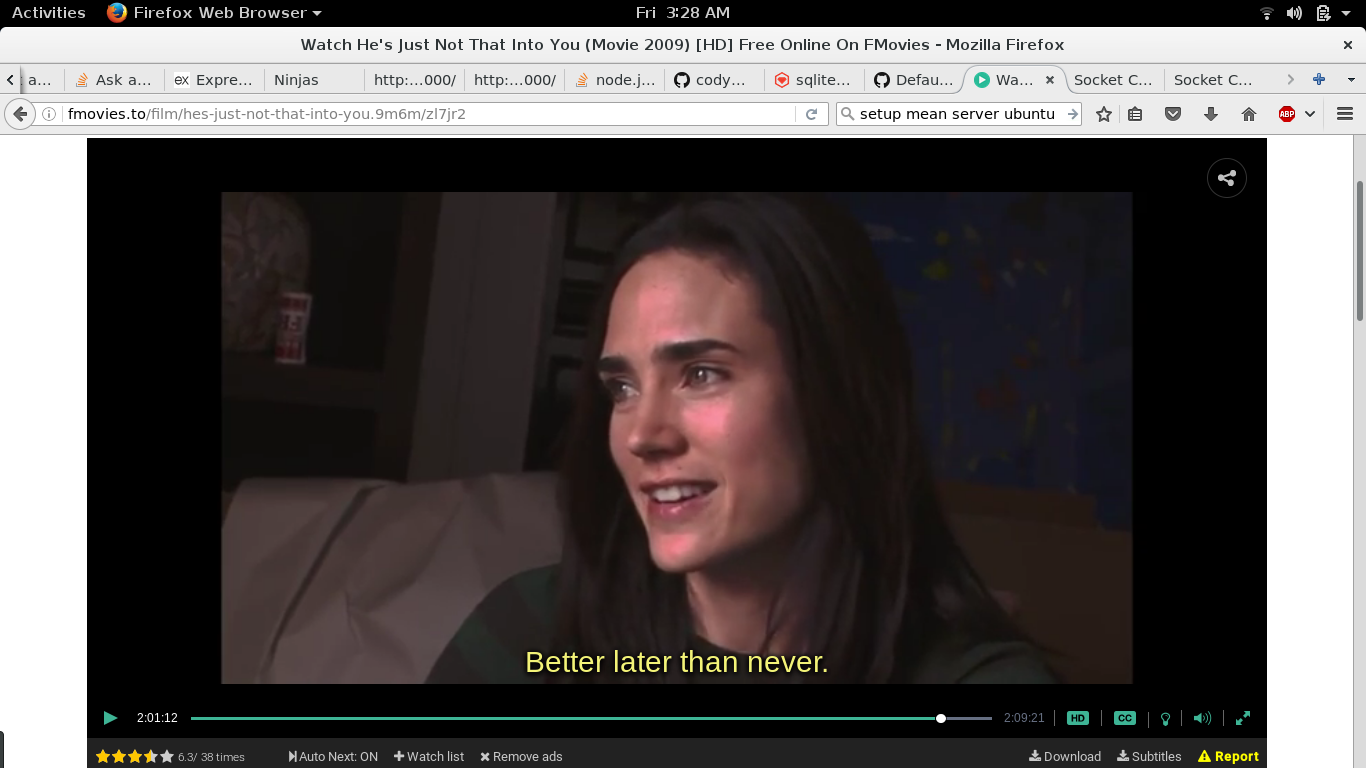 Activities Firefox Web Browser Fri 3:28 AM
Watch He's Just Not That Into You (Movie 2009) [HD] Free Online On FMovies - Mozilla Firefox
a... Ask a... ex Expre... Ninjas http:...000/ http:...000/ node.j... cody... sqlite... Defau... Wa... Socket C... Socket C...
fmovies.to/film/hes-just-not-that-into-you.9m6m/zl7jr2 setup mean server ubuntu ABP
Better later than never.
2:01:12 2:09:21 HD CC
6.3/ 38 times Auto Next: ON Watch list Remove ads Download Subtitles Report